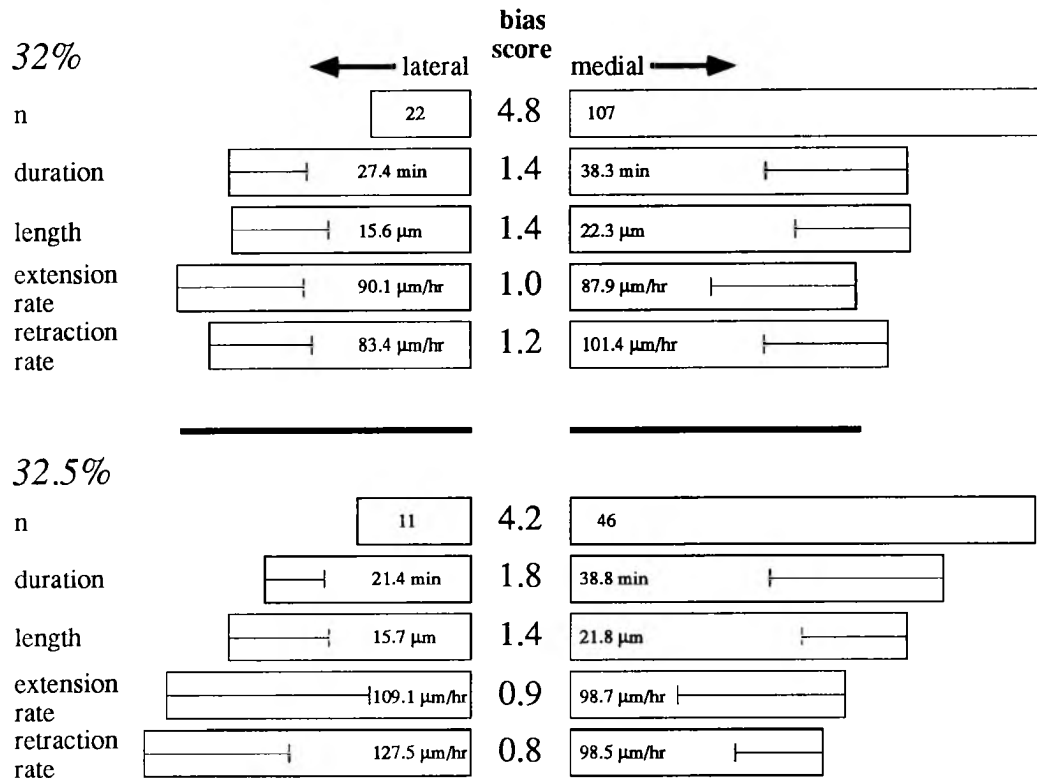 bias
score
32%
lateral
medial
n
22
4.8
107
duration
27.4 min
1.4
38.3 min
length
15.6 µm
1.4
22.3 µm
extension
rate
90.1 µm/hr
1.0
87.9 µm/hr
retraction
rate
83.4 µm/hr
1.2
101.4 µm/hr
32.5%
n
11
4.2
46
duration
21.4 min
1.8
38.8 min
length
15.7 µm
1.4
21.8 µm
extension
rate
109.1 µm/hr
0.9
98.7 µm/hr
retraction
rate
127.5 µm/hr
0.8
98.5 µm/hr